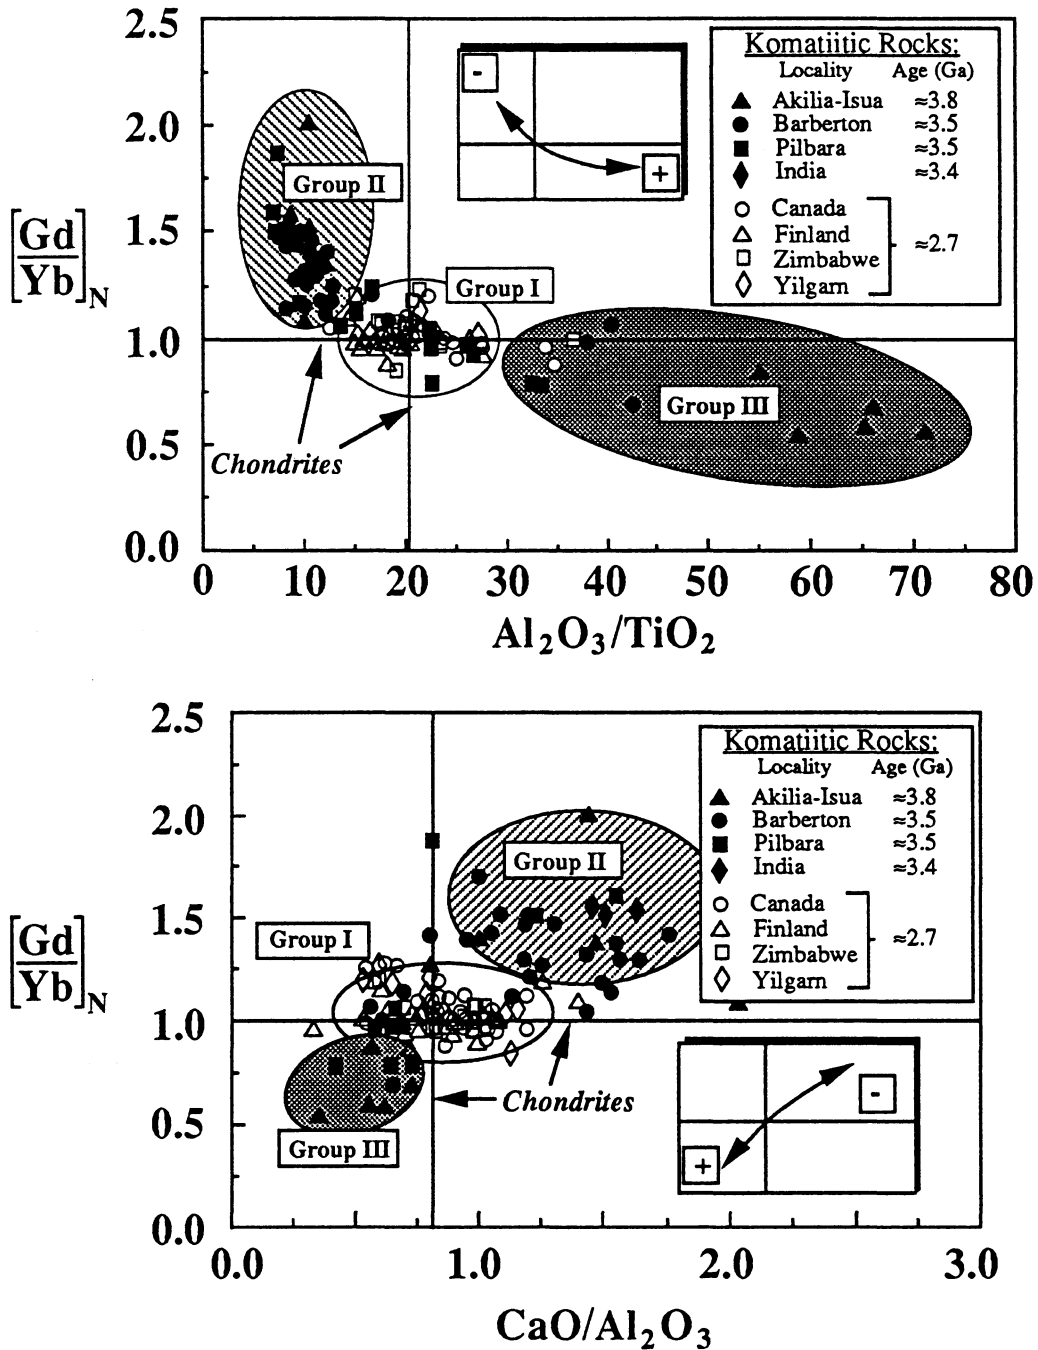 2.5
2.0
1.5
1.0
0.5
0.0
[Gd/Yb]N
0 10 20 30 40 50 60 70 80
Al₂O₃/TiO₂
Group II
Group I
Group III
Chondrites
-
+
Komatiitic Rocks:
Locality Age (Ga)
Akilia-Isua ≈3.8
Barberton ≈3.5
Pilbara ≈3.5
India ≈3.4
Canada
Finland
≈2.7
Zimbabwe
Yilgarn
2.5
2.0
1.5
1.0
0.5
0.0
[Gd/Yb]N
0.0 1.0 2.0 3.0
CaO/Al₂O₃
Group II
Group I
Group III
Chondrites
-
+
Komatiitic Rocks:
Locality Age (Ga)
Akilia-Isua ≈3.8
Barberton ≈3.5
Pilbara ≈3.5
India ≈3.4
Canada
Finland
≈2.7
Zimbabwe
Yilgarn